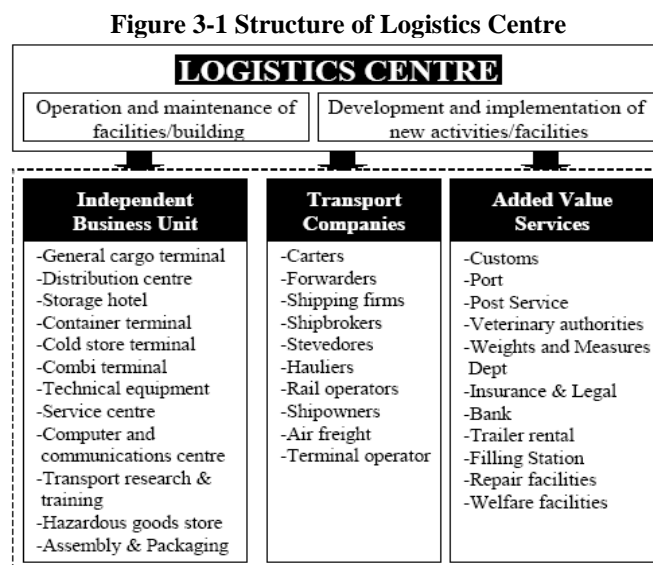 Figure 3-1 Structure of Logistics Centre
LOGISTICS CENTRE
Operation and maintenance of
facilities/building
Development and implementation of
new activities/facilities
Independent
Business Unit
-General cargo terminal
-Distribution centre
-Storage hotel
-Container terminal
-Cold store terminal
-Combi terminal
-Technical equipment
-Service centre
-Computer and
communications centre
-Transport research &
training
-Hazardous goods store
-Assembly & Packaging
Transport
Companies
-Carters
-Forwarders
-Shipping firms
-Shipbrokers
-Stevedores
-Hauliers
-Rail operators
-Shipowners
-Air freight
-Terminal operator
Added Value
Services
-Customs
-Port
-Post Service
-Veterinary authorities
-Weights and Measures
Dept
-Insurance & Legal
-Bank
-Trailer rental
-Filling Station
-Repair facilities
-Welfare facilities